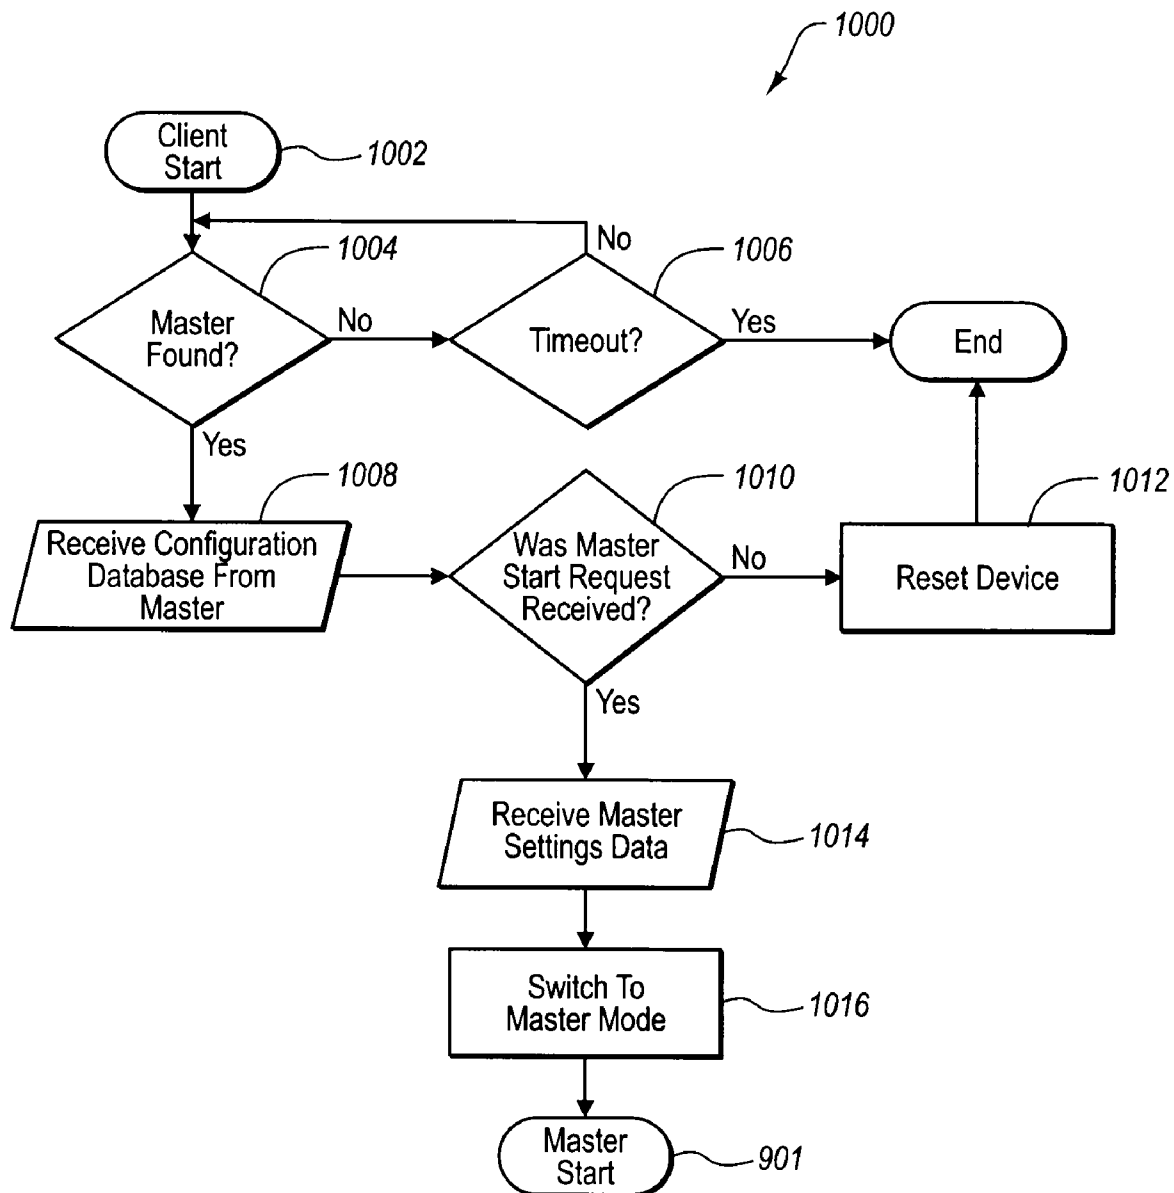 1000
Client
Start
1002
No
1004
1006
Master
Found?
No
Timeout?
Yes
End
Yes
1008
1010
1012
Receive Configuration
Database From
Master
Was Master
Start Request
Received?
No
Reset Device
Yes
Receive Master
Settings Data
1014
Switch To
Master Mode
1016
Master
Start
901